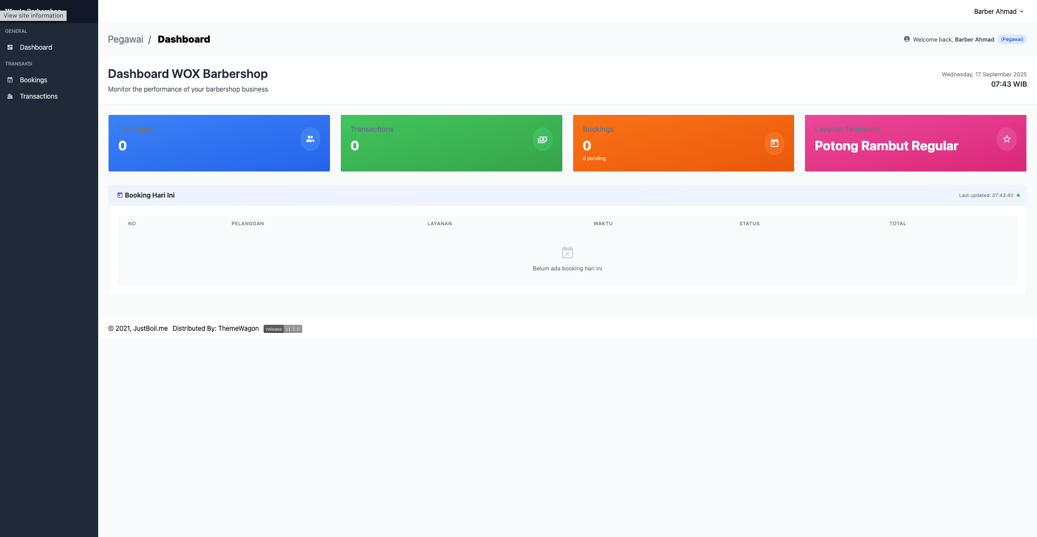 View site information
Barber Ahmad
GENERAL
Dashboard
TRANSAKSI
Bookings
Transactions
Pegawai / Dashboard
Welcome back, Barber Ahmad (Pegawai)
Dashboard WOX Barbershop
Monitor the performance of your barbershop business
Wednesday, 17 September 2025
07:43 WIB
0
Transactions
0
Bookings
0
0 pending
Potong Rambut Regular
Booking Hari Ini
Last updated: 07:43:40
NO PELANGGAN LAYANAN WAKTU STATUS TOTAL
Belum ada booking hari ini
© 2021, JustBoil.me Distributed By: ThemeWagon release v1.1.0